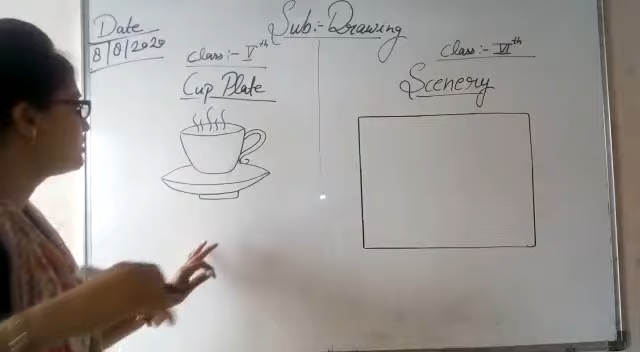 Sub:- Drawing
Date
8/8/2020
Class:- Vth
Cup Plate
Class:- VIth
Scenery